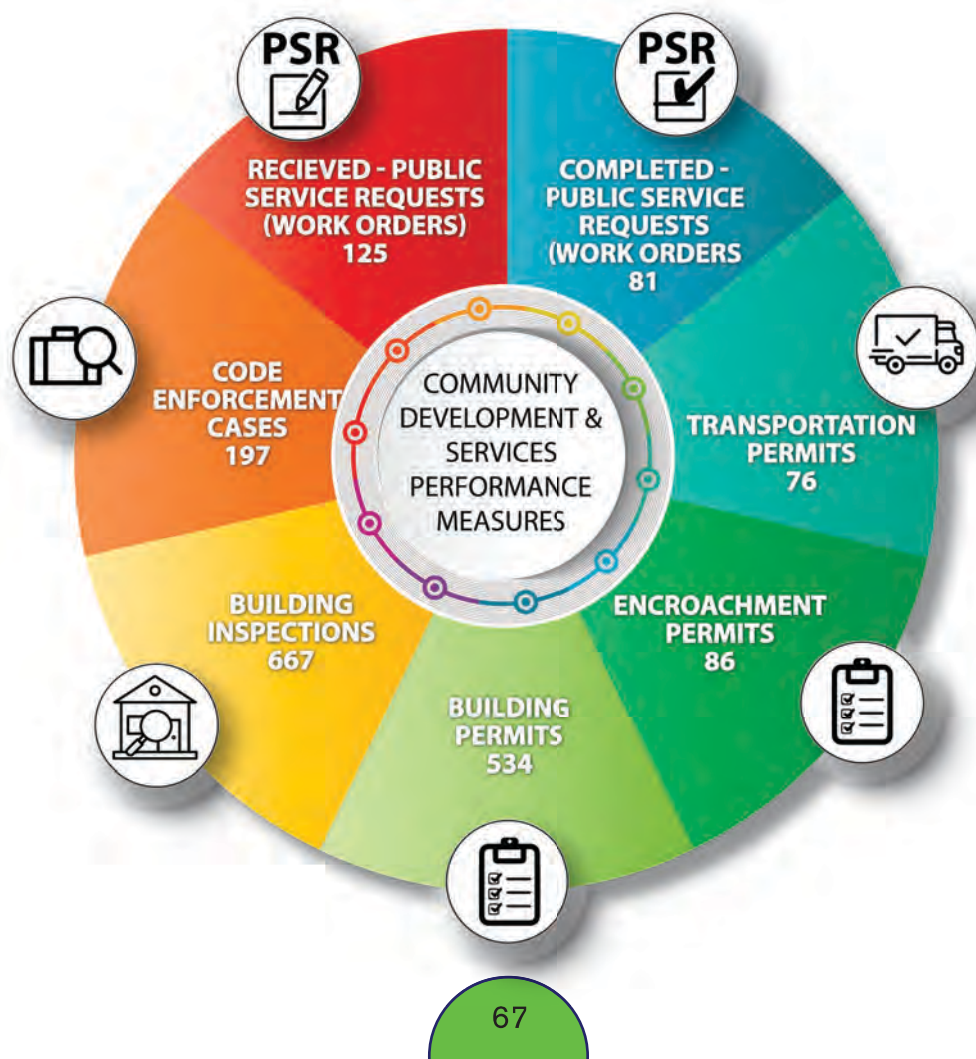 PSR
RECIEVED - PUBLIC
SERVICE REQUESTS
(WORK ORDERS)
125
PSR
COMPLETED -
PUBLIC SERVICE
REQUESTS
(WORK ORDERS
81
TRANSPORTATION
PERMITS
76
ENCROACHMENT
PERMITS
86
BUILDING
PERMITS
534
BUILDING
INSPECTIONS
667
CODE
ENFORCEMENT
CASES
197
COMMUNITY
DEVELOPMENT &
SERVICES
PERFORMANCE
MEASURES
67